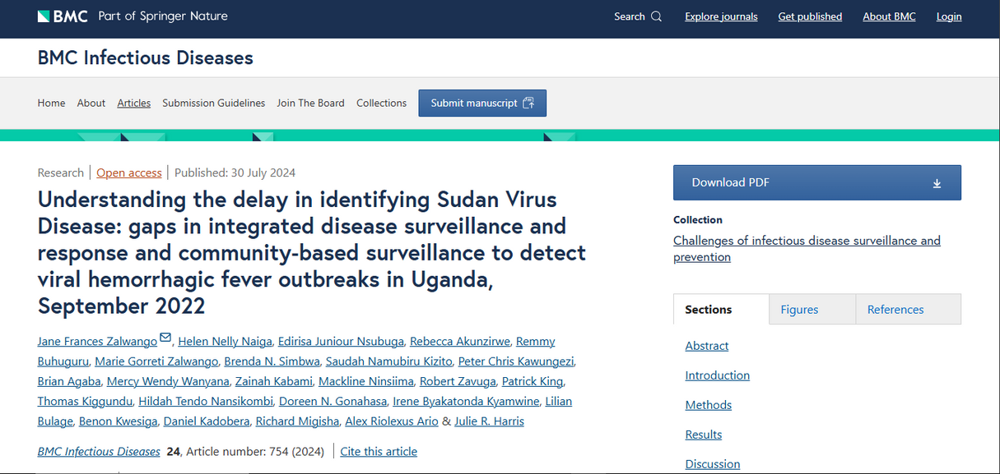 BMC Part of Springer Nature
Search Explore journals Get published About BMC Login
BMC Infectious Diseases
Home About Articles Submission Guidelines Join The Board Collections Submit manuscript
Research Open access Published: 30 July 2024
Understanding the delay in identifying Sudan Virus
Disease: gaps in integrated disease surveillance and
response and community-based surveillance to detect
viral hemorrhagic fever outbreaks in Uganda,
September 2022
Jane Frances Zalwango, Helen Nelly Naiga, Edirisa Juniour Nsubuga, Rebecca Akunzirwe, Remmy
Buhuguru, Marie Gorreti Zalwango, Brenda N. Simbwa, Saudah Namubiru Kizito, Peter Chris Kawungezi,
Brian Agaba, Mercy Wendy Wanyana, Zainah Kabami, Mackline Ninsiima, Robert Zavuga, Patrick King,
Thomas Kiggundu, Hildah Tendo Nansikombi, Doreen N. Gonahasa, Irene Byakatonda Kyamwine, Lilian
Bulage, Benon Kwesiga, Daniel Kadobera, Richard Migisha, Alex Riolexus Ario & Julie R. Harris
BMC Infectious Diseases 24, Article number: 754 (2024) Cite this article
Download PDF
Collection
Challenges of infectious disease surveillance and
prevention
Sections Figures References
Abstract
Introduction
Methods
Results
Discussion